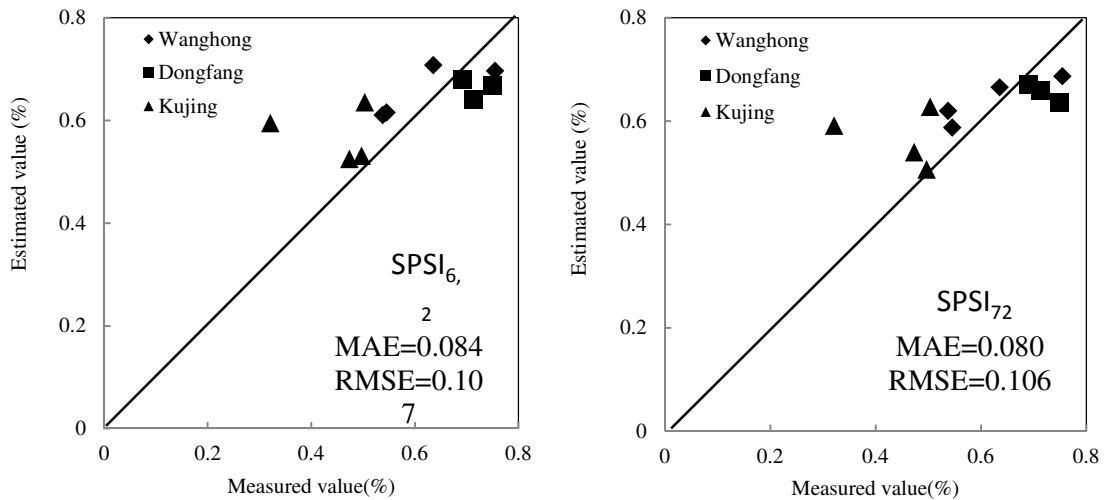 0.8
Wanghong
Dongfang
Kujing
0.6
0.4
0.2
0
Estimated value (%)
SPSI6,
2
MAE=0.084
RMSE=0.10
7
0 0.2 0.4 0.6 0.8
Measured value(%)
0.8
Wanghong
Dongfang
Kujing
0.6
0.4
0.2
0
Estimated value (%)
SPSI72
MAE=0.080
RMSE=0.106
0 0.2 0.4 0.6 0.8
Measured value(%)